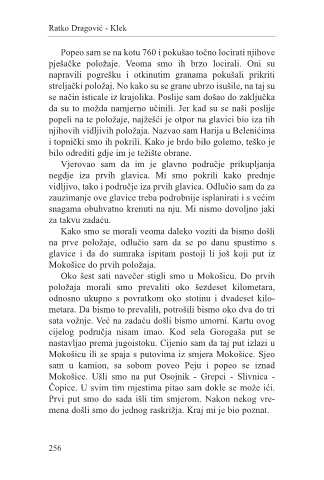 Ratko Dragović - Klek
Popeo sam se na kotu 760 i pokušao točno locirati njihove
pješačke položaje. Veoma smo ih brzo locirali. Oni su
napravili pogrešku i otkinutim granama pokušali prikriti
streljački položaj. No kako su se grane ubrzo isušile, na taj su
se način isticale iz krajolika. Poslije sam došao do zaključka
da su to možda namjerno učinili. Jer kad su se naši poslije
popeli na te položaje, najžešći je otpor na glavici bio iza tih
njihovih vidljivih položaja. Nazvao sam Harija u Belenićima
i topnički smo ih pokrili. Kako je brdo bilo golemo, teško je
bilo odrediti gdje im je težište obrane.
Vjerovao sam da im je glavno područje prikupljanja
negdje iza prvih glavica. Mi smo pokrili kako prednje
vidljivo, tako i područje iza prvih glavica. Odlučio sam da za
zauzimanje ove glavice treba podrobnije isplanirati i s većim
snagama obuhvatno krenuti na nju. Mi nismo dovoljno jaki
za takvu zadaću.
Kako smo se morali veoma daleko voziti da bismo došli
na prve položaje, odlučio sam da se po danu spustimo s
glavice i da do sumraka ispitam postoji li još koji put iz
Mokošice do prvih položaja.
Oko šest sati navečer stigli smo u Mokošicu. Do prvih
položaja morali smo prevaliti oko šezdeset kilometara,
odnosno ukupno s povratkom oko stotinu i dvadeset kilo-
metara. Da bismo to prevalili, potrošili bismo oko dva do tri
sata vožnje. Već na zadaću došli bismo umorni. Kartu ovog
cijelog područja nisam imao. Kod sela Gorogaša put se
nastavljao prema jugoistoku. Cijenio sam da taj put izlazi u
Mokošicu ili se spaja s putovima iz smjera Mokošice. Sjeo
sam u kamion, sa sobom poveo Peju i popeo se iznad
Mokošice. Ušli smo na put Osojnik - Grepci - Slivnica -
Čopice. U svim tim mjestima pitao sam dokle se može ići.
Prvi put smo do sada išli tim smjerom. Nakon nekog vre-
mena došli smo do jednog raskrižja. Kraj mi je bio poznat.
256